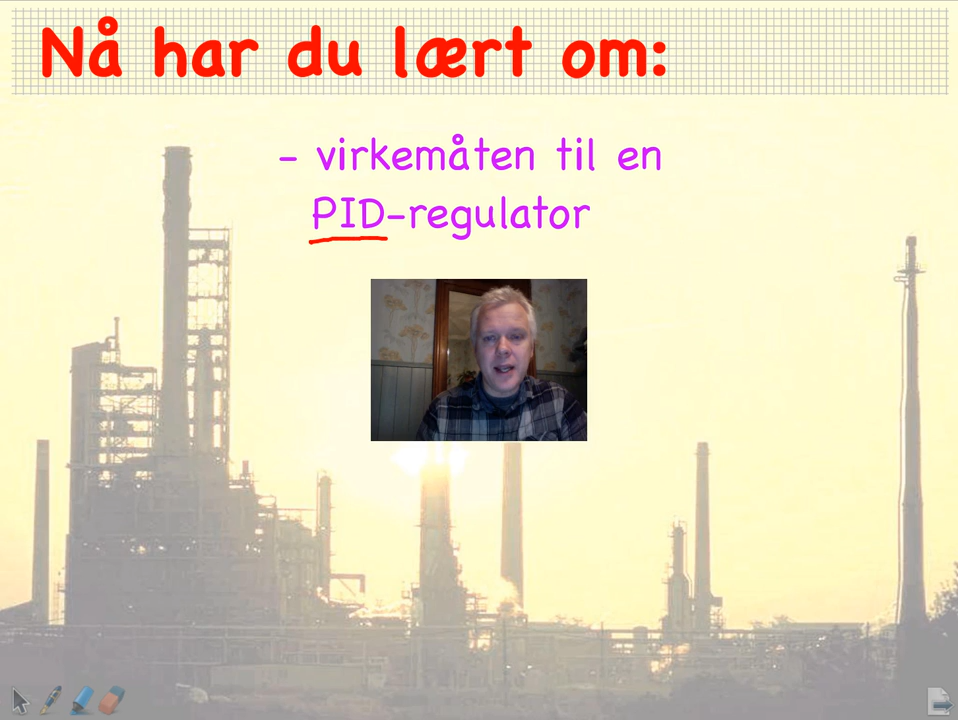 Nå har du lært om:
- virkemåten til en
PID-regulator